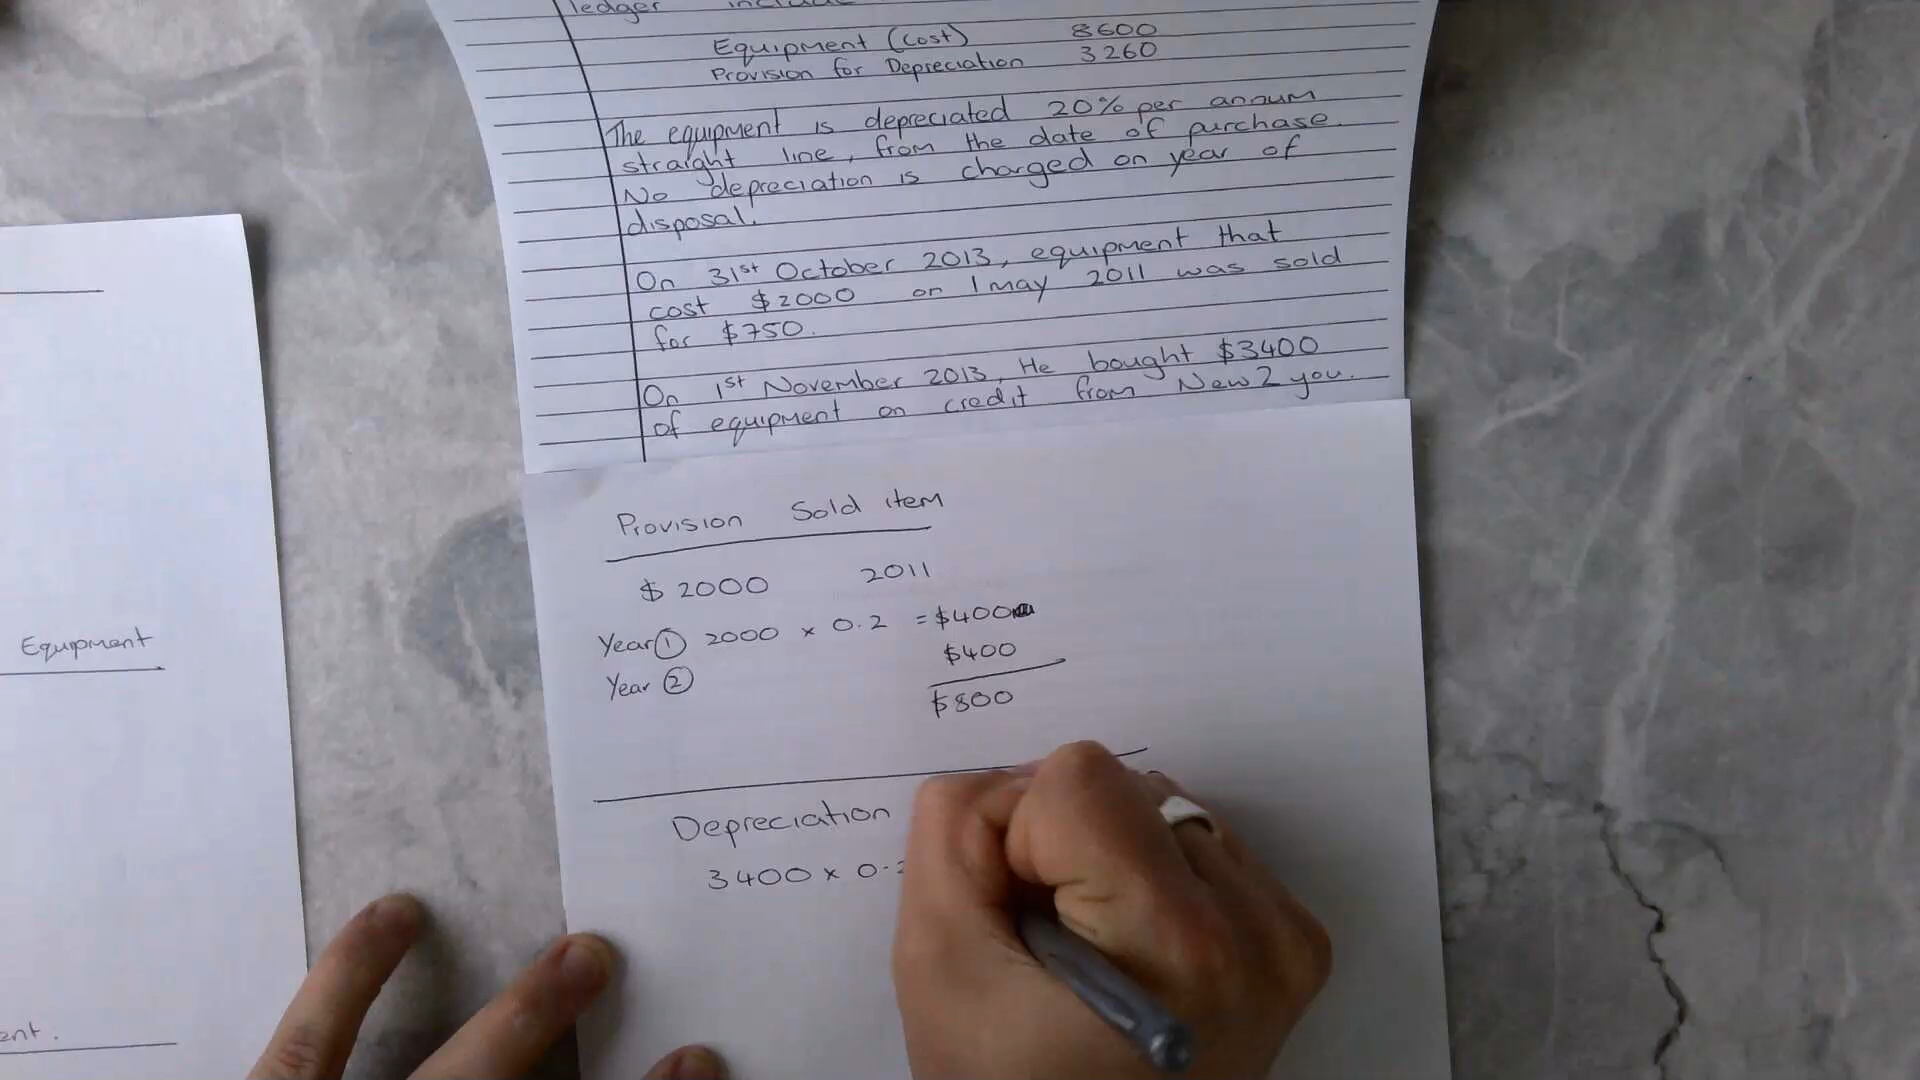 ledger include
Equipment (Cost) 8600
Provision for Depreciation 3260
The equipment is depreciated 20% per annum
straight line, from the date of purchase.
No depreciation is charged on year of
disposal.
On 31st October 2013, equipment that
cost $2000 on 1 May 2011 was sold
for $750.
On 1st November 2013, He bought $3400
of equipment on credit from New2you.
Provision Sold item
$ 2000 2011
Year ① 2000 x 0.2 = $400
$400
Year ②
$800
Depreciation
3400 x 0.2
Equipment
ent.